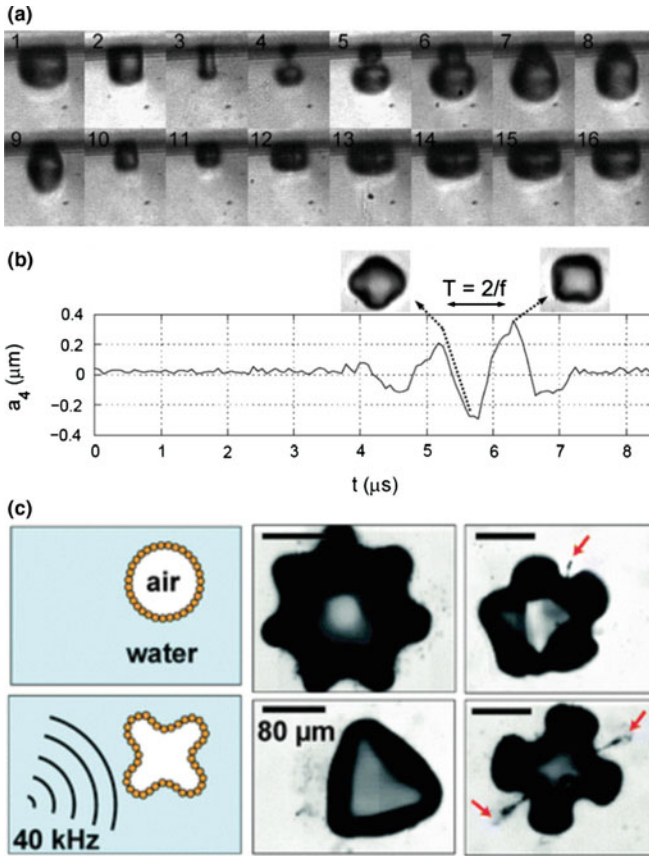 (a)
1 2 3 4 5 6 7 8
9 10 11 12 13 14 15 16
(b)
T = 2/f
0.4
0.2
0
−0.2
−0.4
a4 (μm)
0 1 2 3 4 5 6 7 8
t (μs)
(c)
air
water
40 kHz
80 μm